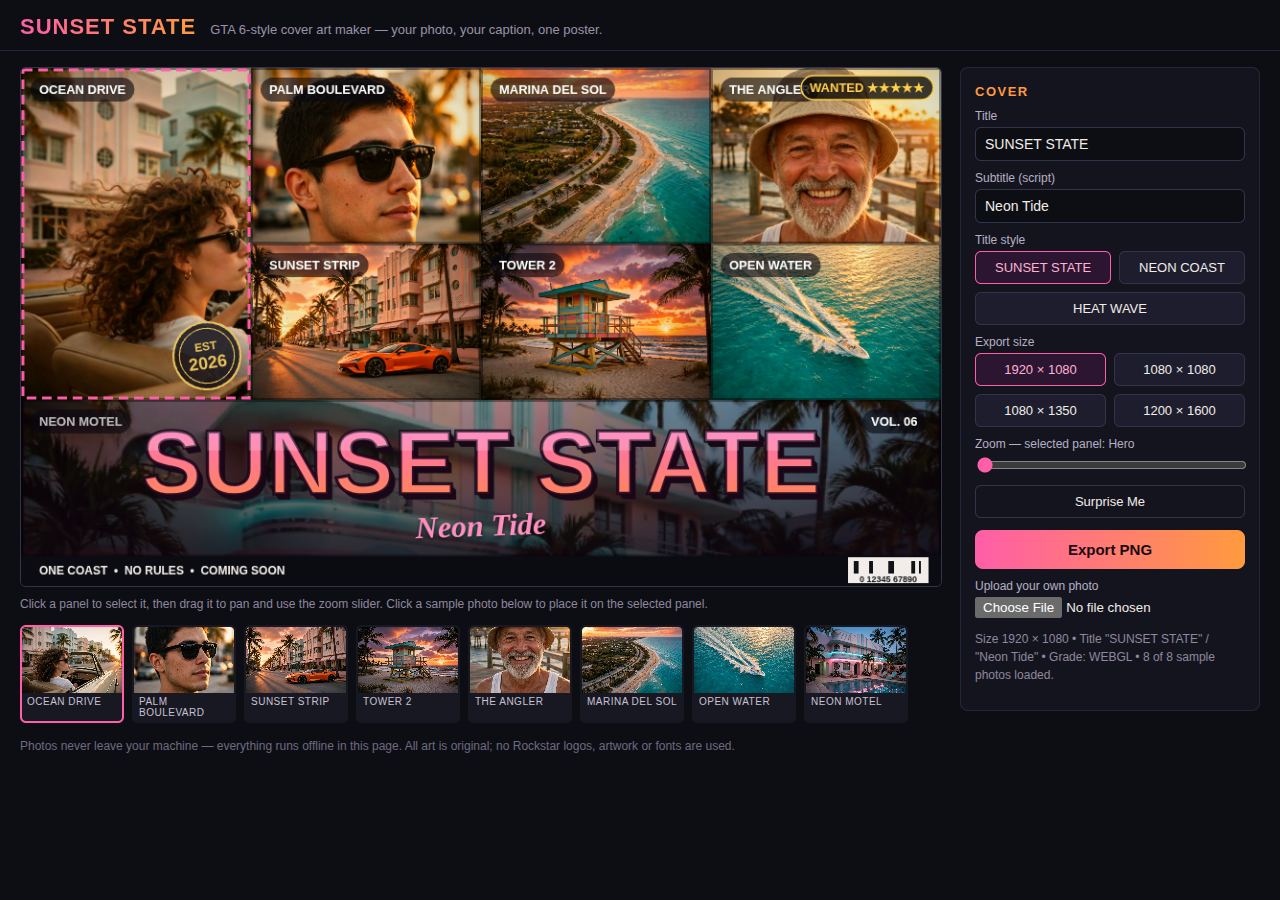 SUNSET STATE
GTA 6-style cover art maker — your photo, your caption, one poster.
OCEAN DRIVE
PALM BOULEVARD
MARINA DEL SOL
THE ANGLE
WANTED ★★★★★
SUNSET STRIP
TOWER 2
OPEN WATER
EST
2026
NEON MOTEL
VOL. 06
SUNSET STATE
Neon Tide
ONE COAST • NO RULES • COMING SOON
0 12345 67890
Click a panel to select it, then drag it to pan and use the zoom slider. Click a sample photo below to place it on the selected panel.
OCEAN DRIVE
PALM
BOULEVARD
SUNSET STRIP
TOWER 2
THE ANGLER
MARINA DEL SOL
OPEN WATER
NEON MOTEL
Photos never leave your machine — everything runs offline in this page. All art is original; no Rockstar logos, artwork or fonts are used.
COVER
Title
SUNSET STATE
Subtitle (script)
Neon Tide
Title style
SUNSET STATE
NEON COAST
HEAT WAVE
Export size
1920 × 1080
1080 × 1080
1080 × 1350
1200 × 1600
Zoom — selected panel: Hero
Surprise Me
Export PNG
Upload your own photo
Choose File No file chosen
Size 1920 × 1080 • Title "SUNSET STATE" /
"Neon Tide" • Grade: WEBGL • 8 of 8 sample
photos loaded.